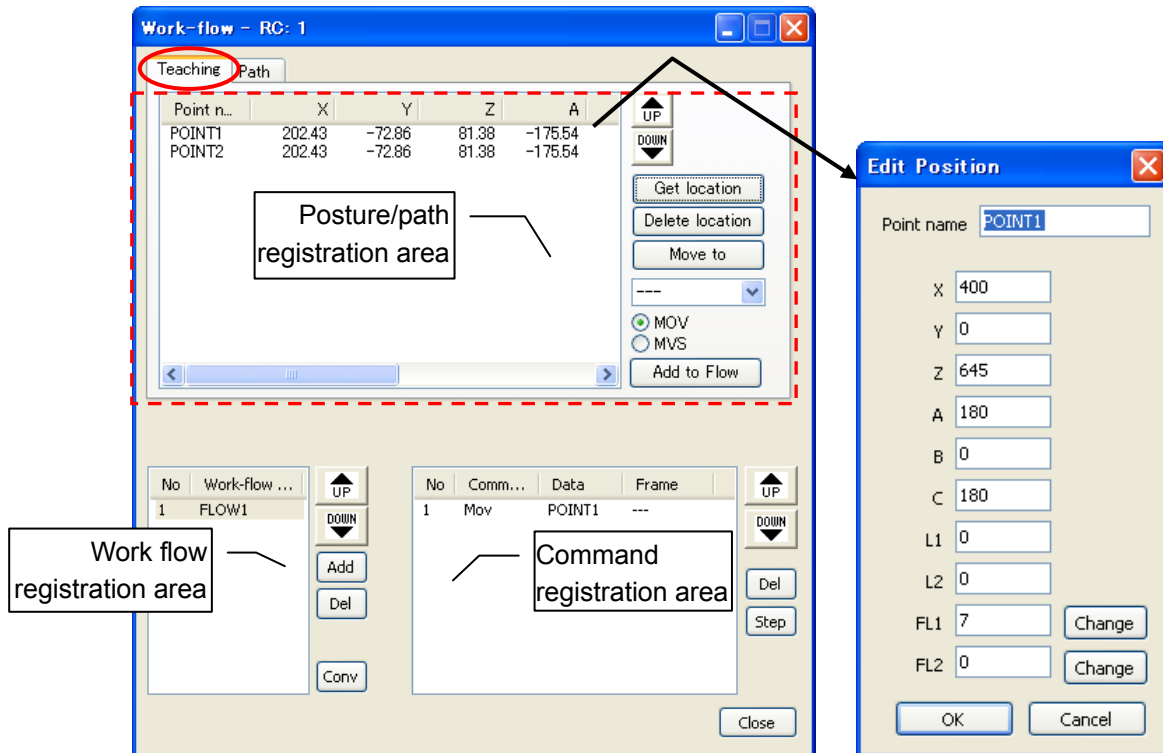 Work-flow - RC: 1
Teaching Path
Point n... X Y Z A
POINT1 202.43 -72.86 81.38 -175.54
POINT2 202.43 -72.86 81.38 -175.54
UP
DOWN
Get location
Delete location
Move to
---
MOV
MVS
Add to Flow
Posture/path
registration area
No Work-flow ...
1 FLOW1
UP
DOWN
Add
Del
Conv
Work flow
registration area
No Comm... Data Frame
1 Mov POINT1 ---
UP
DOWN
Del
Step
Command
registration area
Close
Edit Position
Point name POINT1
X 400
Y 0
Z 645
A 180
B 0
C 180
L1 0
L2 0
FL1 7 Change
FL2 0 Change
OK Cancel